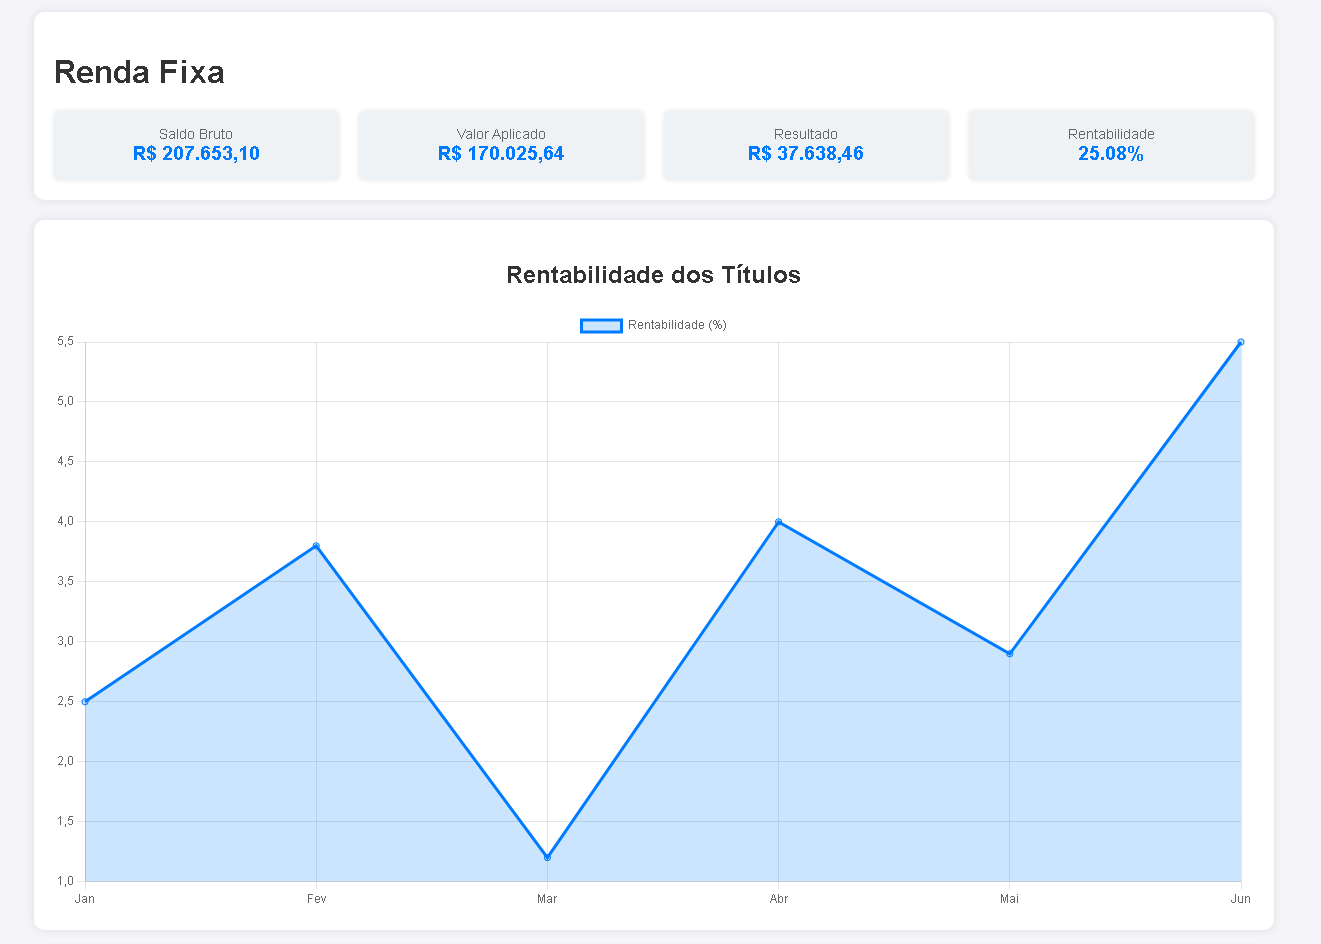 Renda Fixa
Saldo Bruto
R$ 207.653,10
Valor Aplicado
R$ 170.025,64
Resultado
R$ 37.638,46
Rentabilidade
25.08%
Rentabilidade dos Títulos
Rentabilidade (%)
5,5
5,0
4,5
4,0
3,5
3,0
2,5
2,0
1,5
1,0
Jan Fev Mar Abr Mai Jun